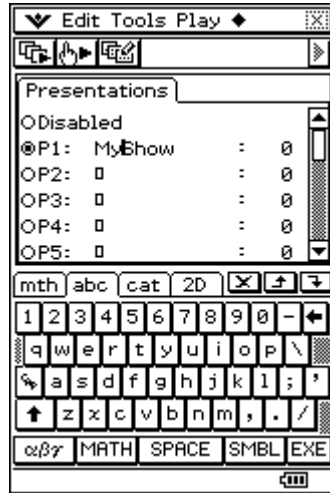 Edit Tools Play
Presentations
Disabled
P1: MyShow : 0
P2: : 0
P3: : 0
P4: : 0
P5: : 0
mth abc cat 2D
1 2 3 4 5 6 7 8 9 0 -
q w e r t y u i o p \
a s d f g h j k l ; '
z x c v b n m , . /
αβγ MATH SPACE SMBL EXE